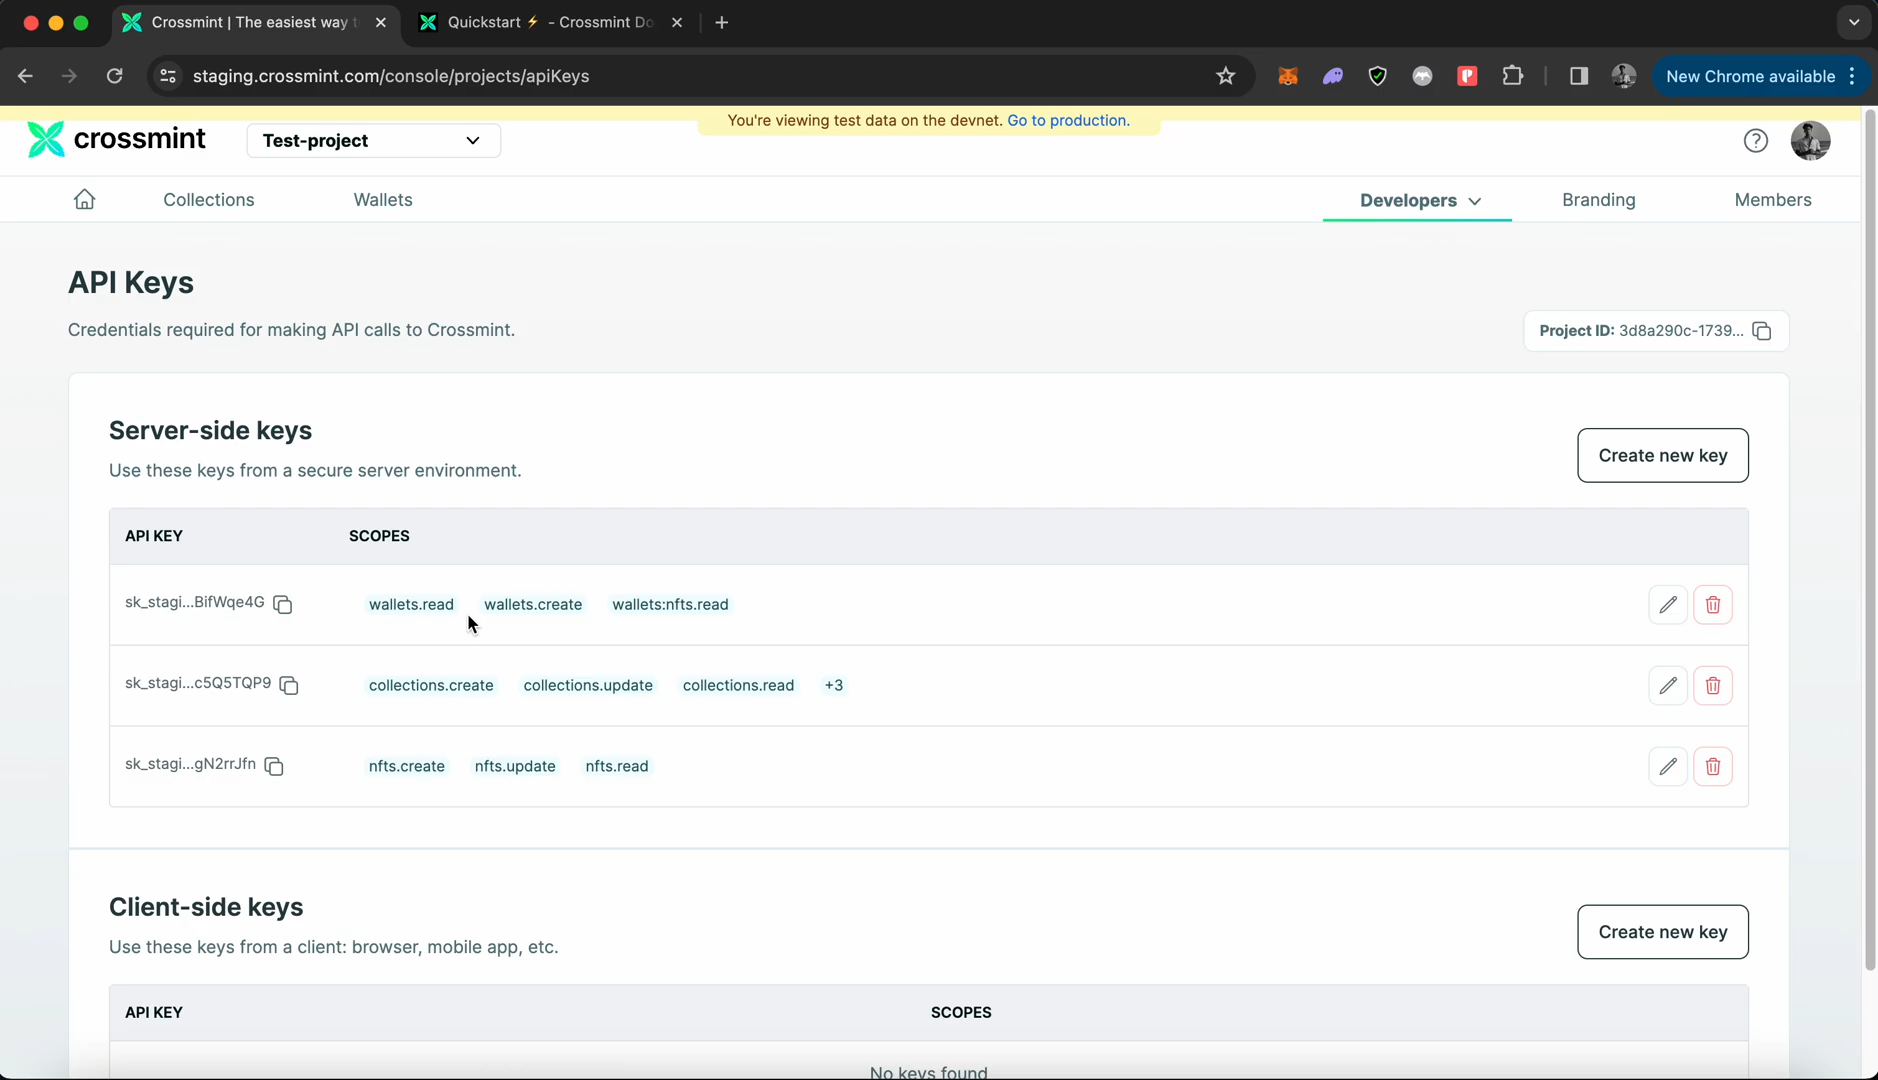 Crossmint | The easiest way t
Quickstart ⚡ - Crossmint Do
staging.crossmint.com/console/projects/apiKeys
New Chrome available
You're viewing test data on the devnet. Go to production.
crossmint
Test-project
Collections
Wallets
Developers
Branding
Members
API Keys
Credentials required for making API calls to Crossmint.
Project ID: 3d8a290c-1739...
Server-side keys
Use these keys from a secure server environment.
Create new key
API KEY SCOPES
sk_stagi...BifWqe4G wallets.read wallets.create wallets:nfts.read
sk_stagi...c5Q5TQP9 collections.create collections.update collections.read +3
sk_stagi...gN2rrJfn nfts.create nfts.update nfts.read
Client-side keys
Use these keys from a client: browser, mobile app, etc.
Create new key
API KEY SCOPES
No keys found